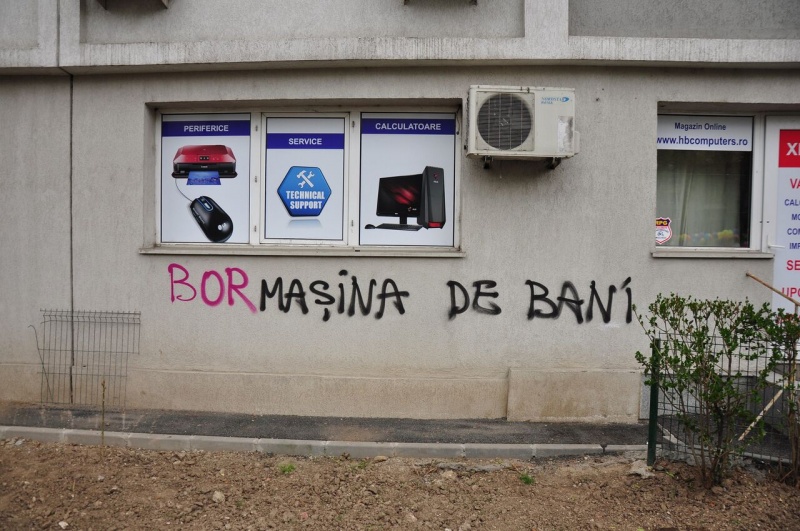 PERIFERICE
SERVICE
TECHNICAL
SUPPORT
CALCULATOARE
Magazin Online
www.hbcomputers.ro
BOR MAȘINA DE BANI